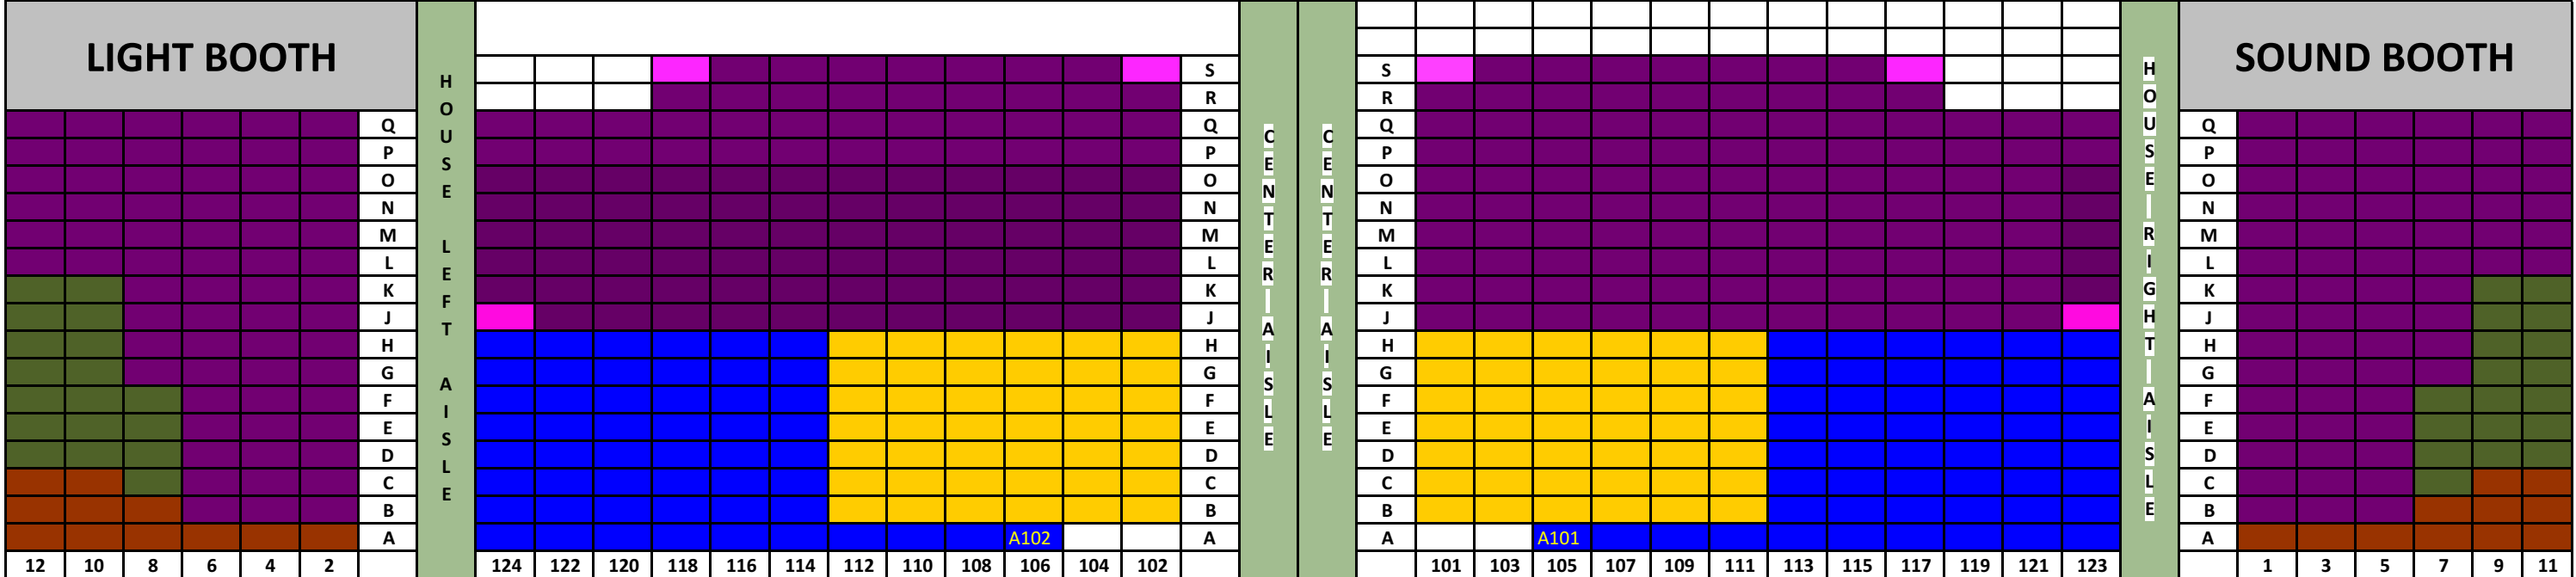 LIGHT BOOTH
HOUSE LEFT AISLE
CENTER|AISLE
CENTER|AISLE
HOUSE|RIGHT|AISLE
SOUND BOOTH
S S S
R R R
Q Q Q Q
P P P P
O O O O
N N N N
M M M M
L L L L
K K K K
J J J J
H H H H
G G G G
F F F F
E E E E
D D D D
C C C C
B B B B
A A102 A A A101 A
12 10 8 6 4 2 124 122 120 118 116 114 112 110 108 106 104 102 101 103 105 107 109 111 113 115 117 119 121 123 1 3 5 7 9 11